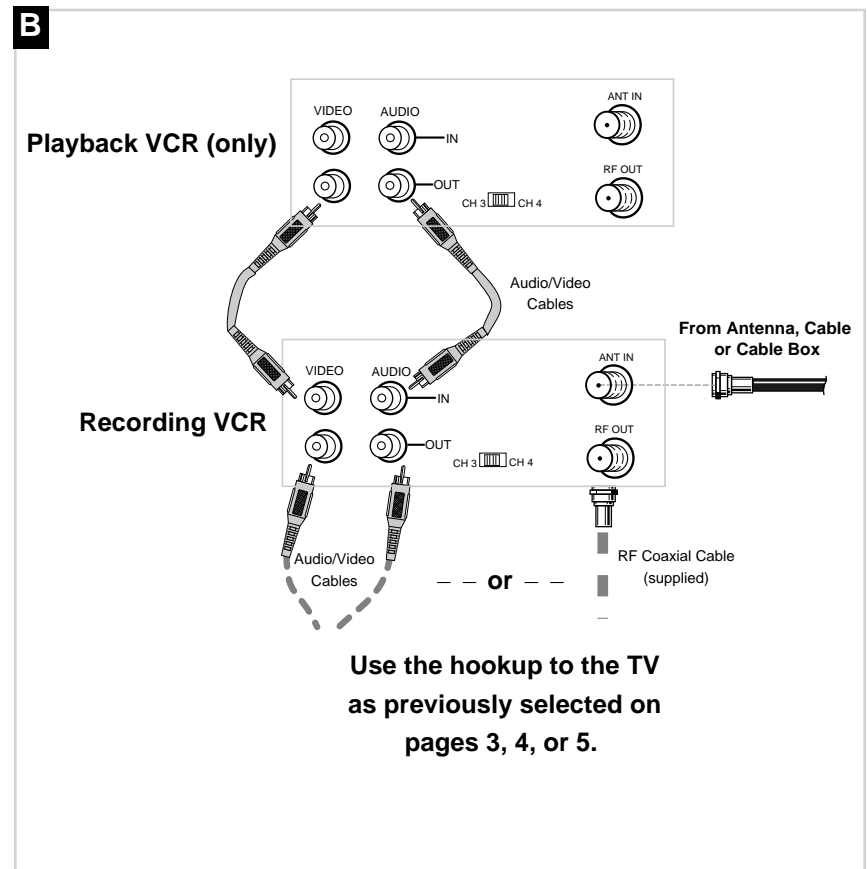 B
VIDEO AUDIO
ANT IN
Playback VCR (only)
IN
RF OUT
OUT
CH 3 CH 4
Audio/Video
Cables
From Antenna, Cable
or Cable Box
VIDEO AUDIO
ANT IN
IN
Recording VCR
RF OUT
OUT
CH 3 CH 4
Audio/Video
Cables
– – or – –
RF Coaxial Cable
(supplied)
Use the hookup to the TV
as previously selected on
pages 3, 4, or 5.